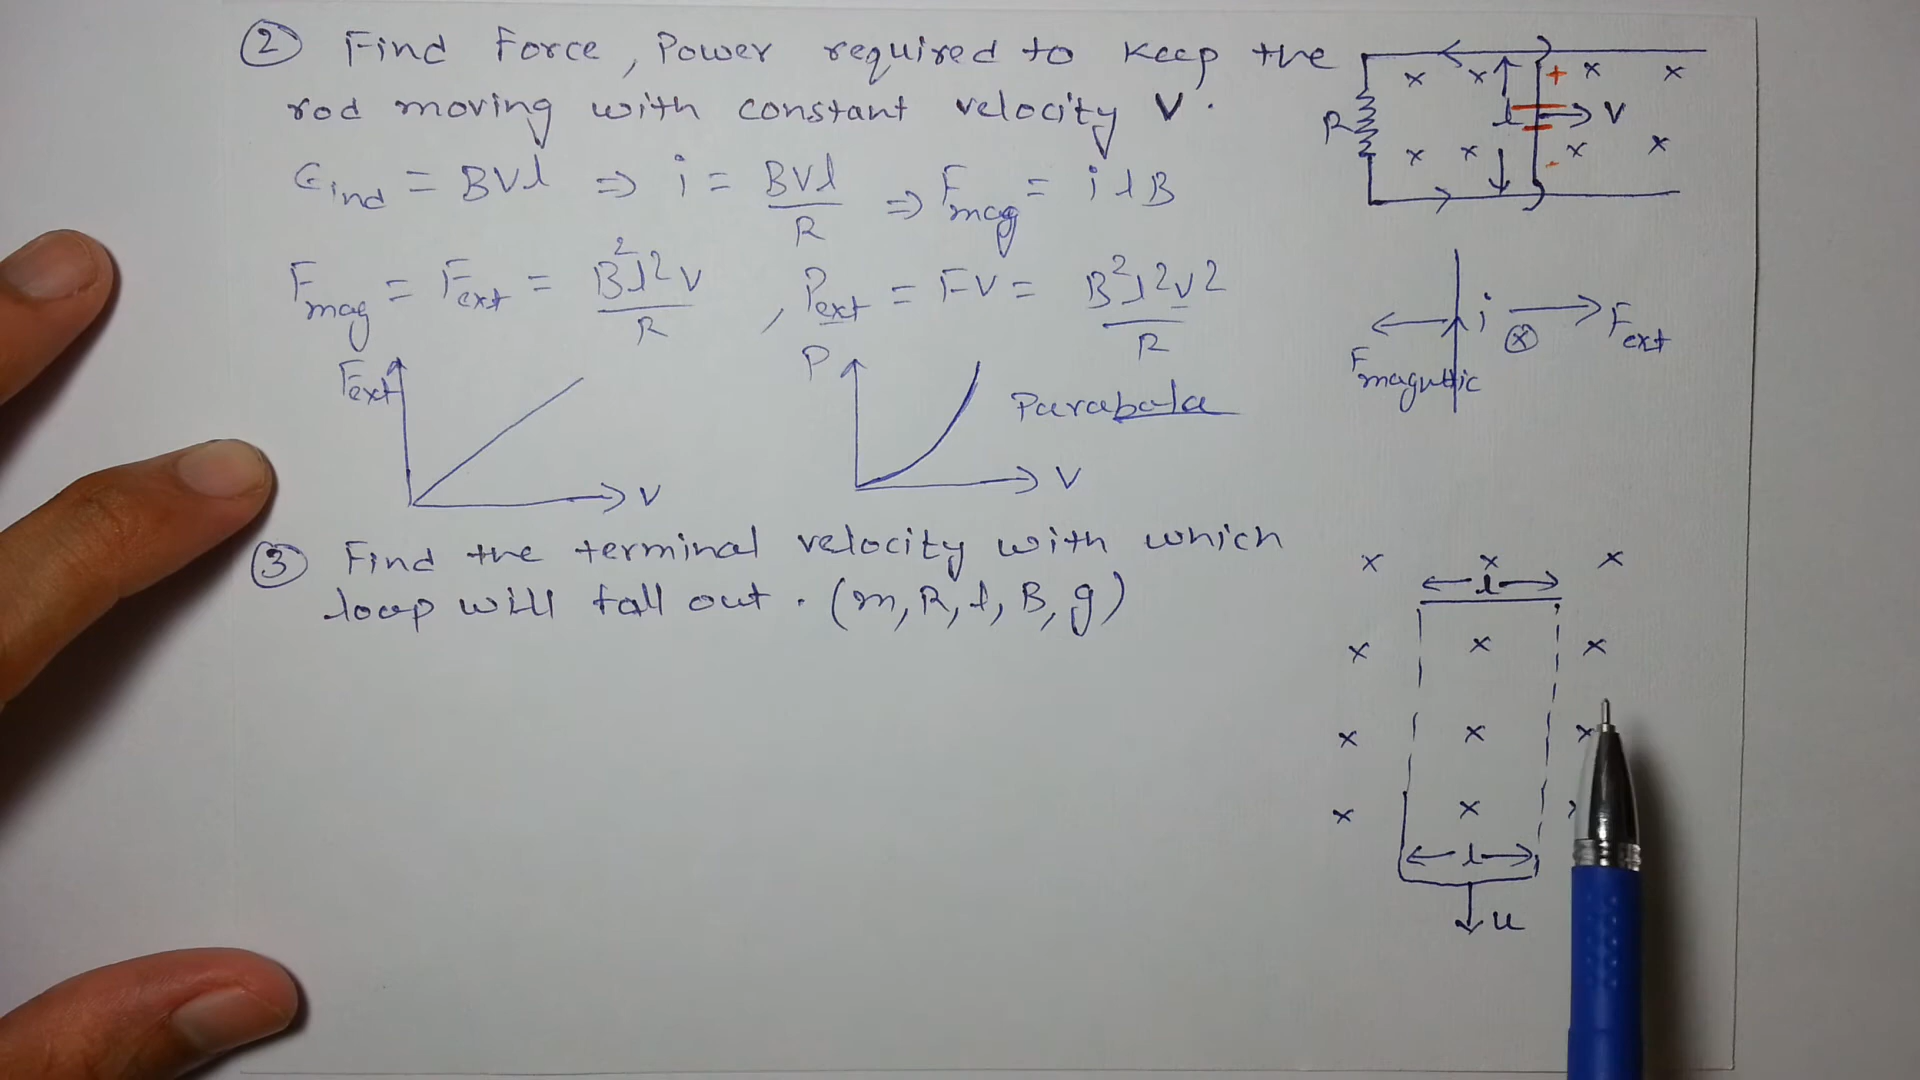 ② Find Force, Power required to keep the
rod moving with constant velocity V.
ϵind = BVl ⇒ i = BVl/R ⇒ Fmag = ilB
Fmag = Fext = B²l²V/R , Pext = FV = B²l²V²/R
Fext
V
P
V
Parabola
③ Find the terminal velocity with which
loop will fall out. (m, R, l, B, g)
R
x x x x
l
+
-
V
x x x x
Fmagnetic
i
ⓧ
Fext
x x x
l
x x x
x x x
x x x
l
u